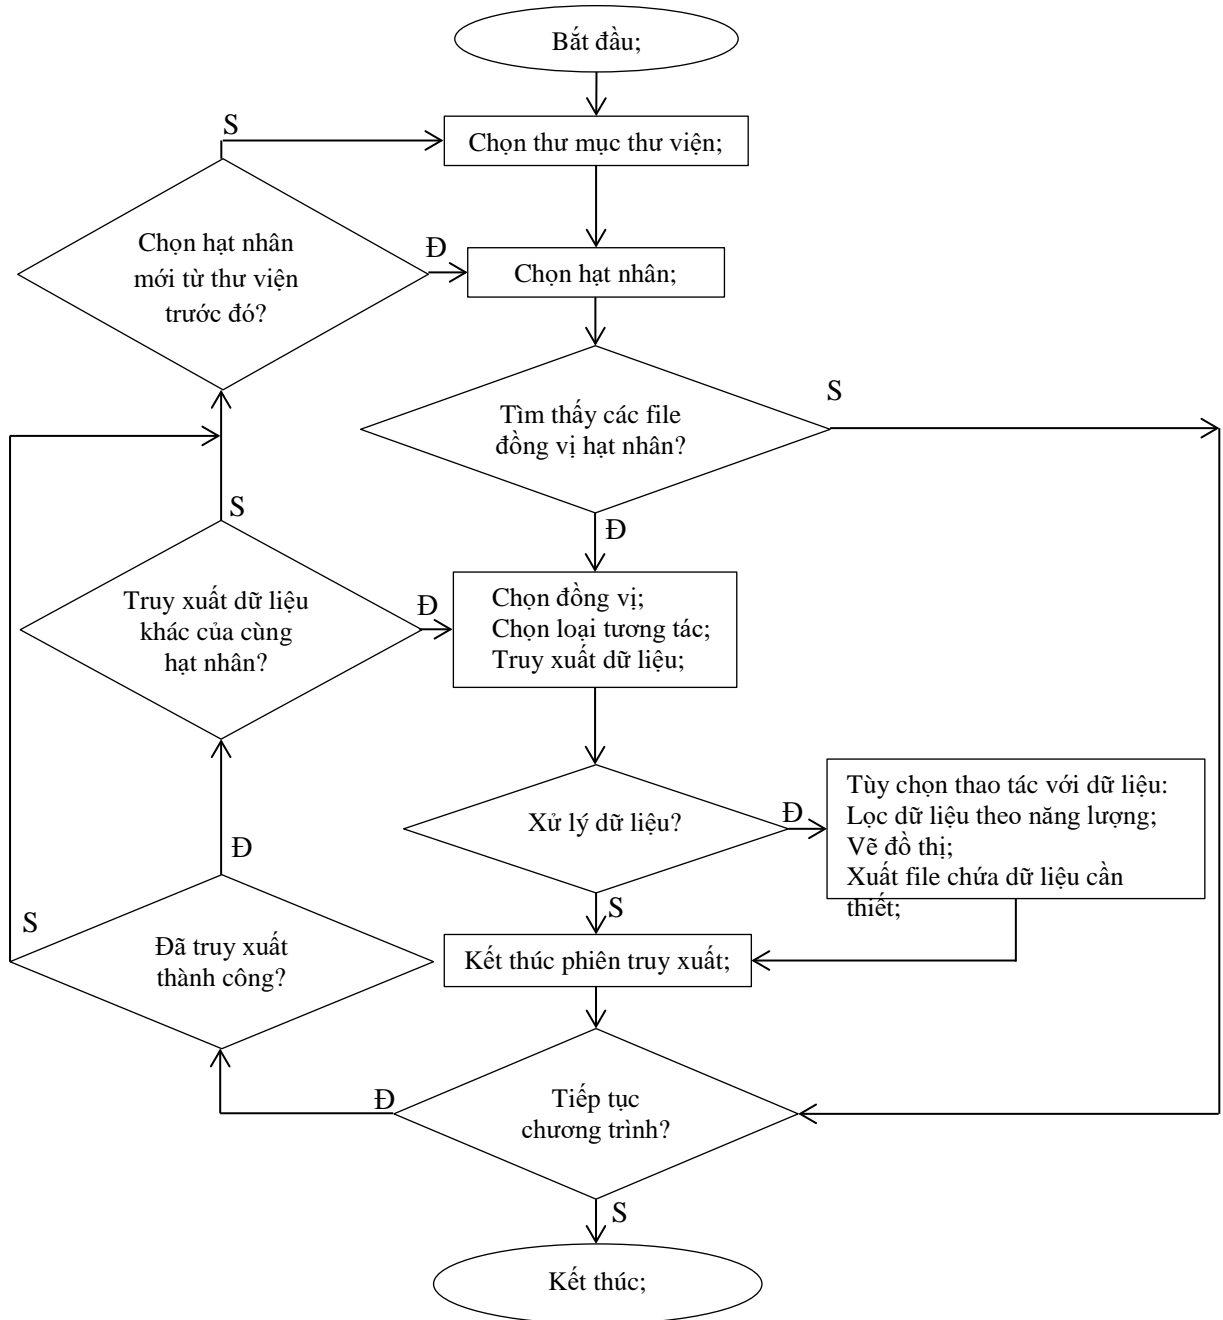 Bắt đầu;
S
Chọn thư mục thư viện;
Chọn hạt nhân
mới từ thư viện
trước đó?
Đ
Chọn hạt nhân;
S
Tìm thấy các file
đồng vị hạt nhân?
S
Đ
Truy xuất dữ liệu
khác của cùng
hạt nhân?
Đ
Chọn đồng vị;
Chọn loại tương tác;
Truy xuất dữ liệu;
Xử lý dữ liệu?
Đ
Tùy chọn thao tác với dữ liệu:
Lọc dữ liệu theo năng lượng;
Vẽ đồ thị;
Xuất file chứa dữ liệu cần
thiết;
Đ
S
S
Đã truy xuất
thành công?
Kết thúc phiên truy xuất;
Đ
Tiếp tục
chương trình?
S
Kết thúc;